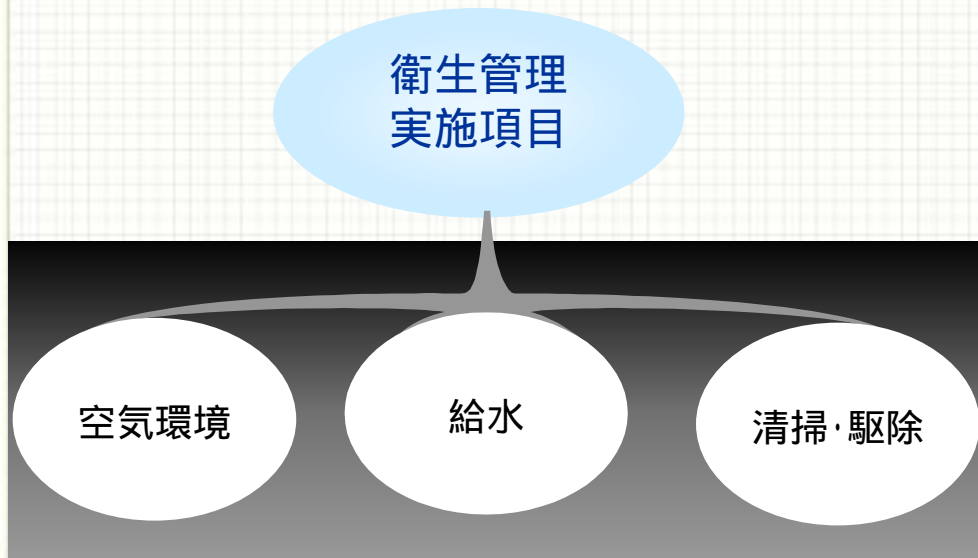 衛生管理
実施項目
空気環境
給水
清掃･駆除